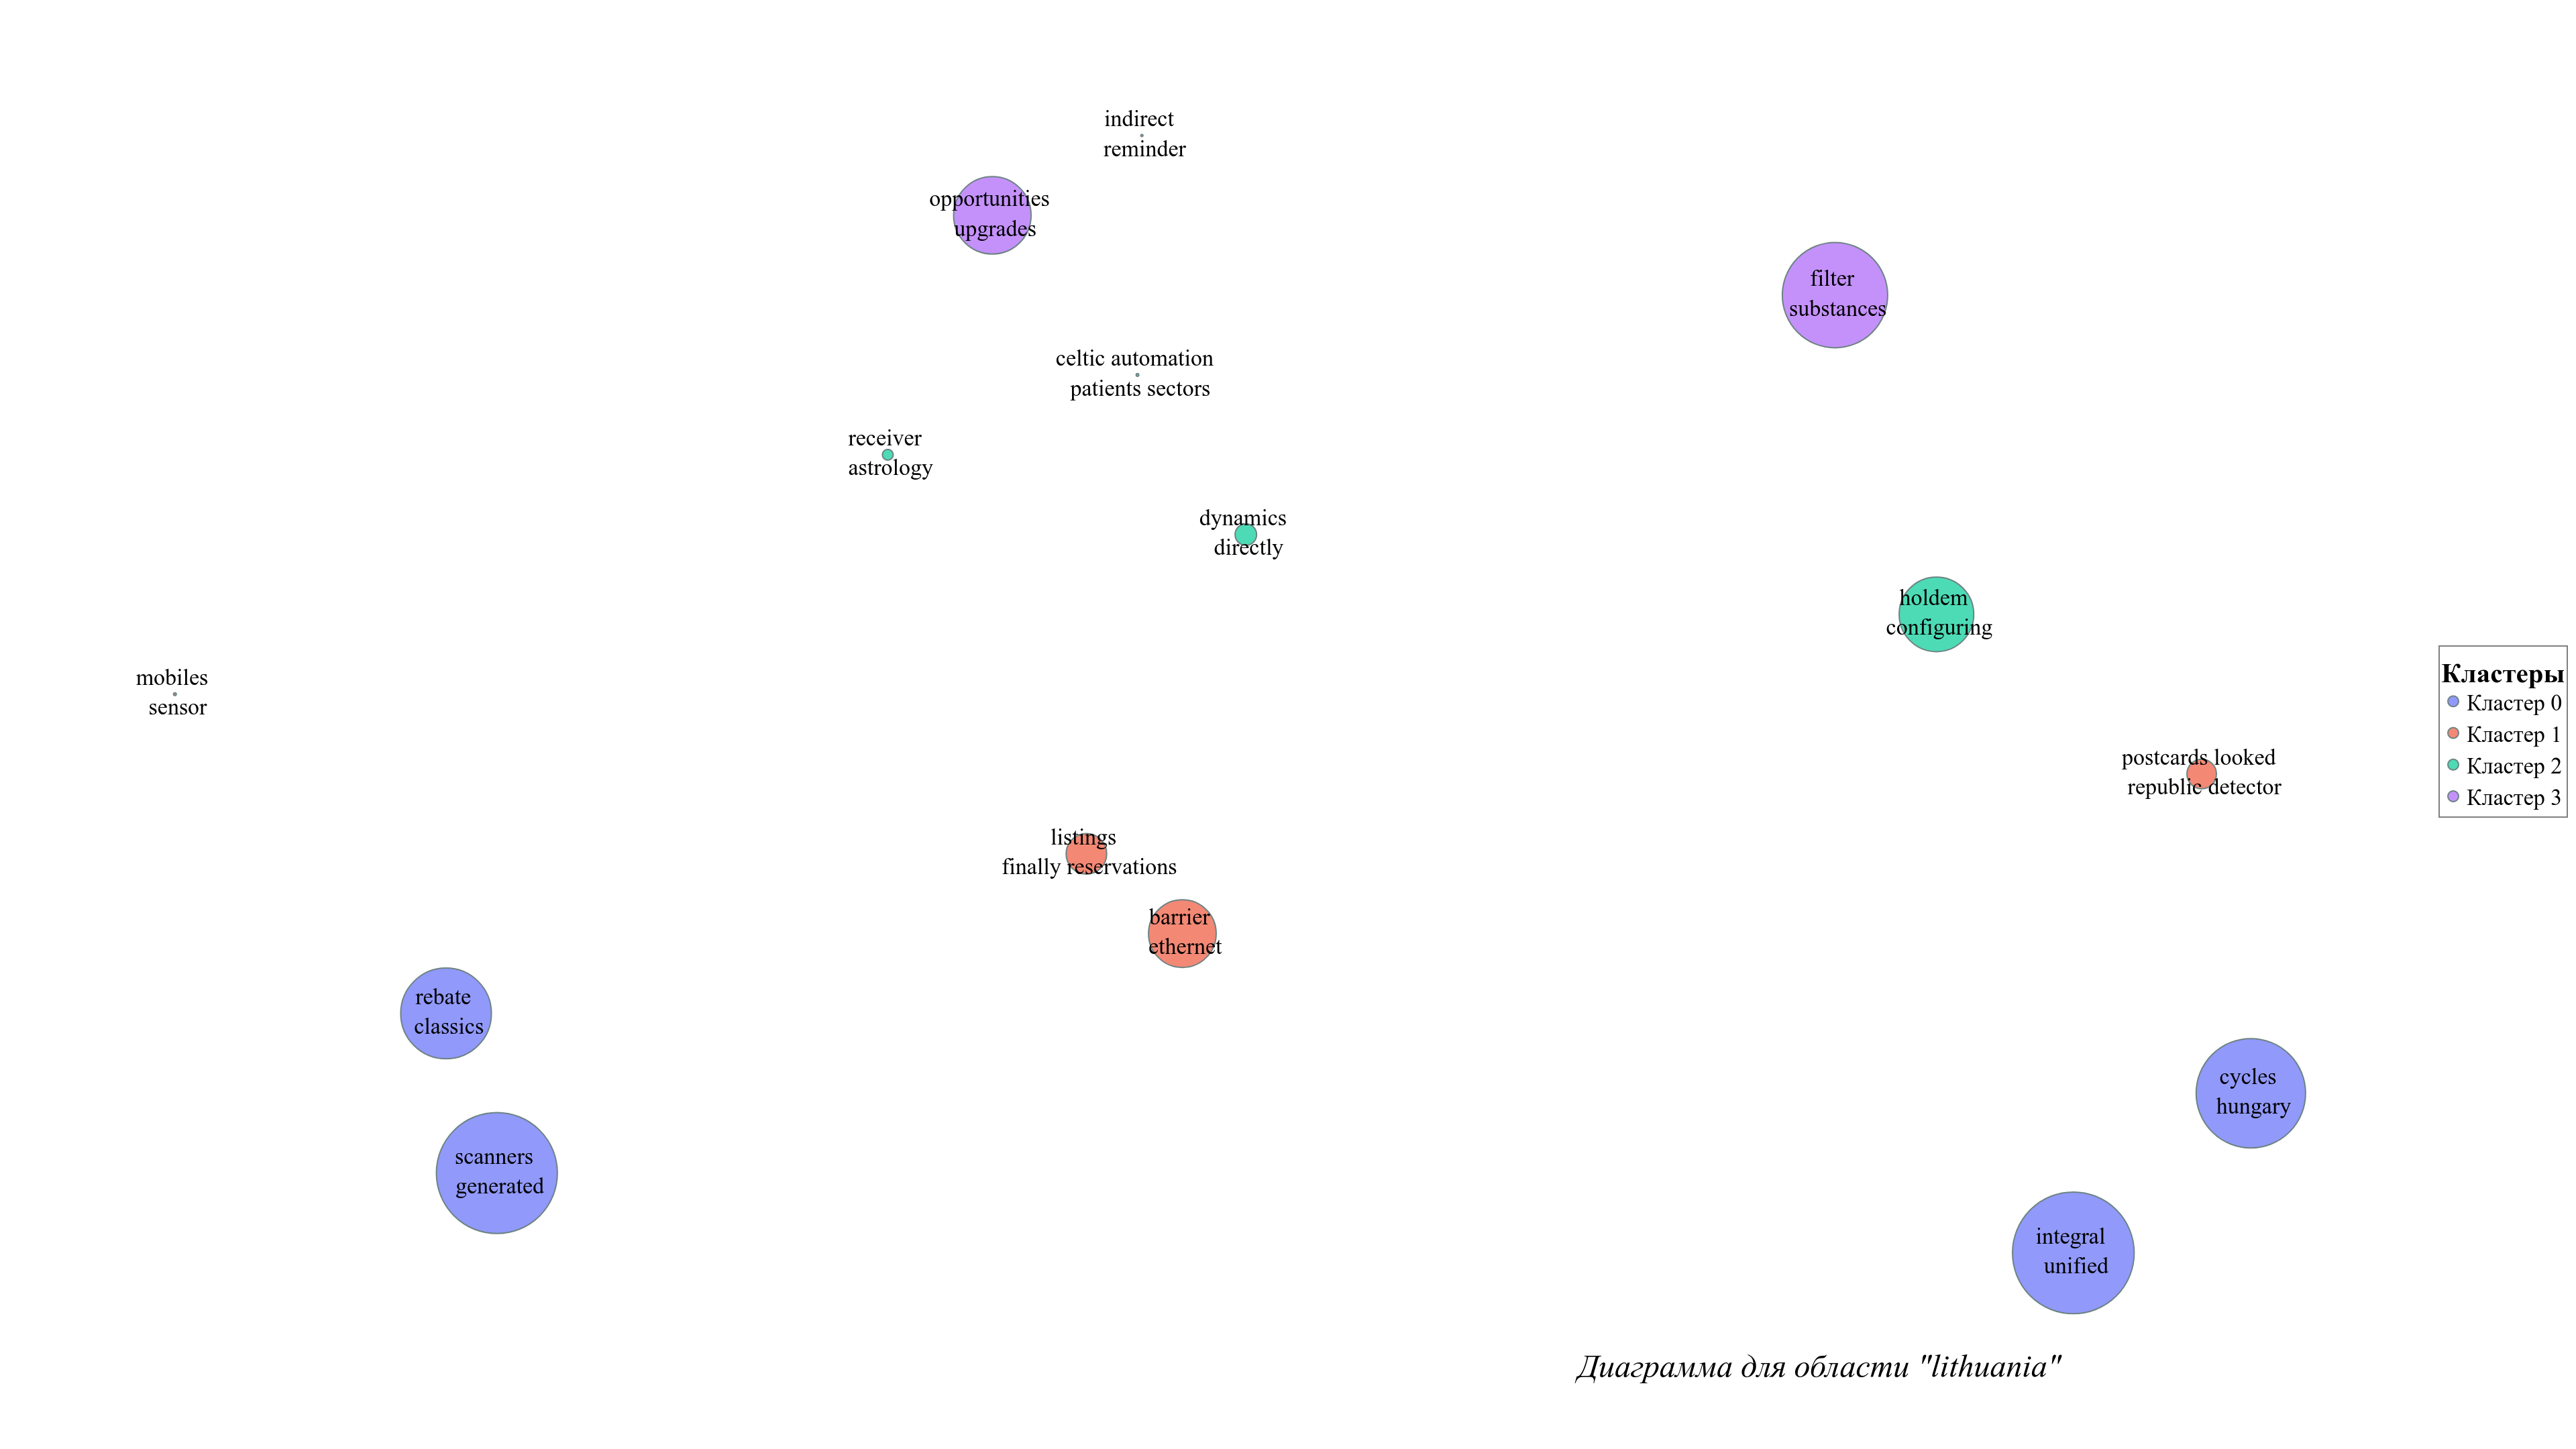 indirect
reminder
opportunities
upgrades
filter
substances
celtic automation
patients sectors
receiver
astrology
dynamics
directly
holdem
configuring
mobiles
sensor
postcards looked
republic detector
listings
finally reservations
barrier
ethernet
rebate
classics
cycles
hungary
scanners
generated
integral
unified
Кластеры
Кластер 0
Кластер 1
Кластер 2
Кластер 3
Диаграмма для области "lithuania"